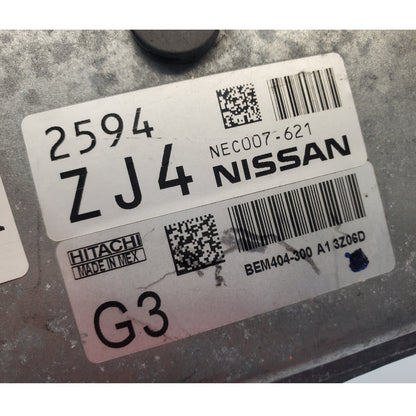 2594
NEC007-621
ZJ4 NISSAN
HITACHI
MADE IN MEX
BEM404-300 A1 3Z06D
G3